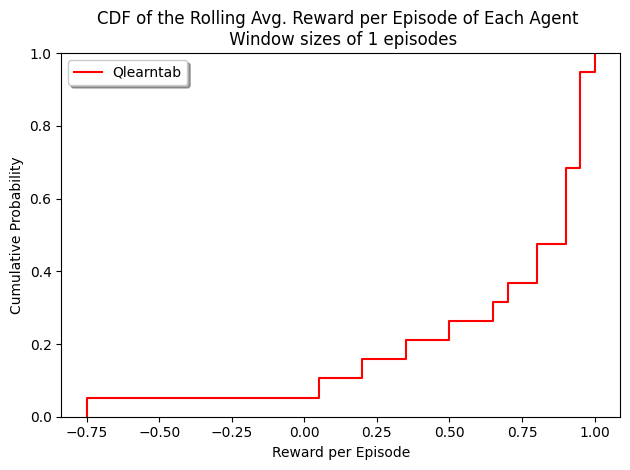 CDF of the Rolling Avg. Reward per Episode of Each Agent
Window sizes of 1 episodes
Qlearntab
Cumulative Probability
1.0
0.8
0.6
0.4
0.2
0.0
−0.75 −0.50 −0.25 0.00 0.25 0.50 0.75 1.00
Reward per Episode